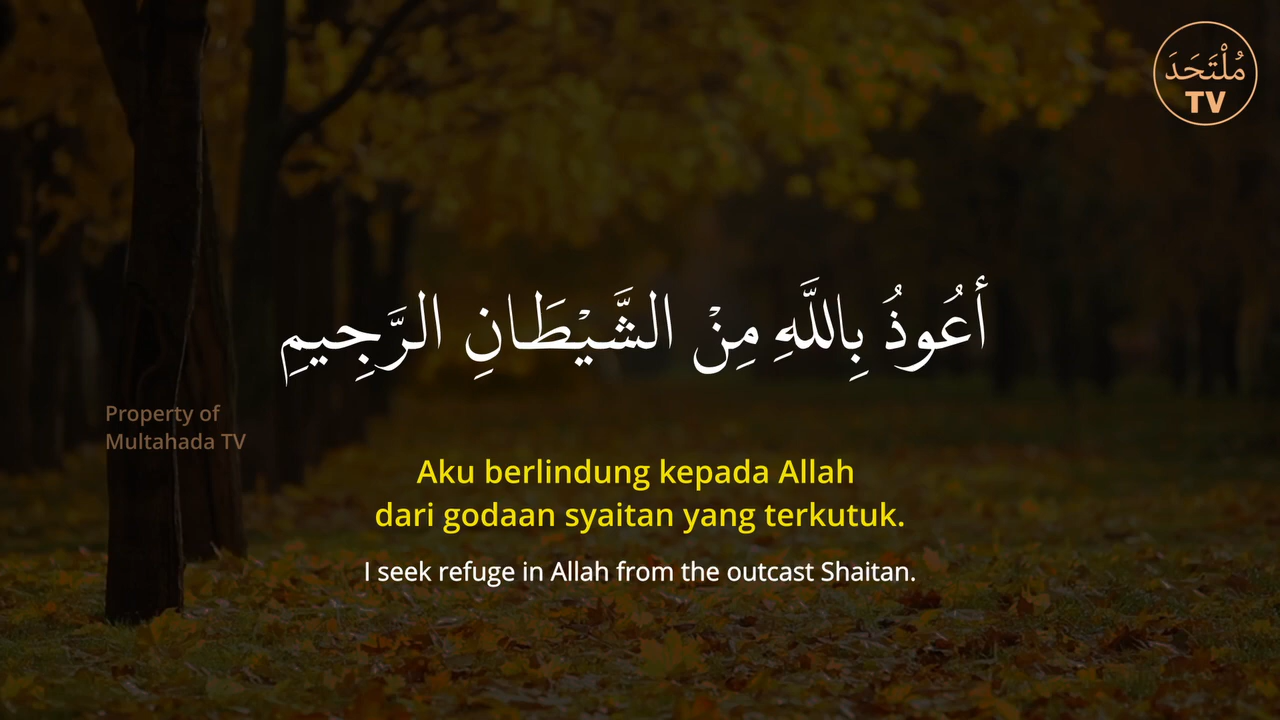 مُلْتَحَدَ
TV
أَعُوذُ بِاللَّهِ مِنْ الشَّيْطَانِ الرَّجِيمِ
Property of
Multahada TV
Aku berlindung kepada Allah
dari godaan syaitan yang terkutuk.
I seek refuge in Allah from the outcast Shaitan.